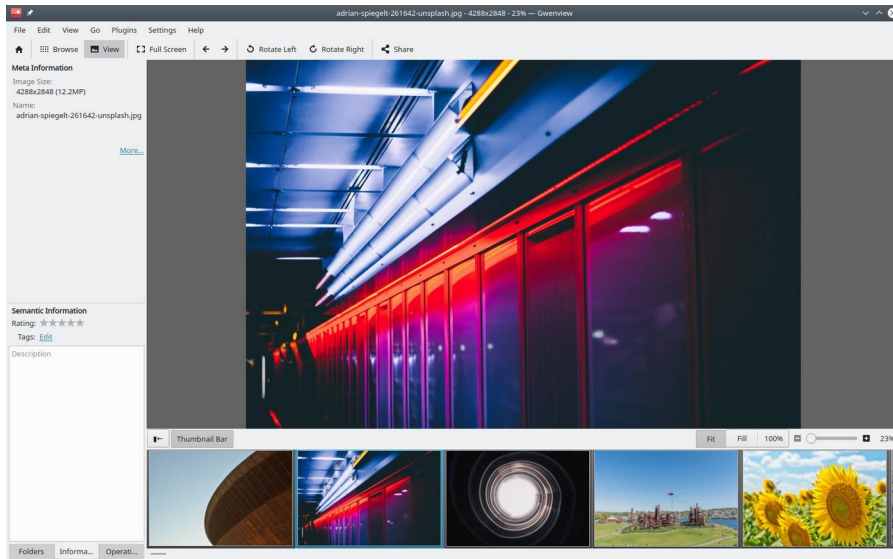 adrian-spiegelt-261642-unsplash.jpg - 4288x2848 - 23% — Gwenview
File Edit View Go Plugins Settings Help
Browse View Full Screen Rotate Left Rotate Right Share
Meta Information
Image Size:
4288x2848 (12.2MP)
Name:
adrian-spiegelt-261642-unsplash.jpg
More...
Semantic Information
Rating:
Tags: Edit
Description
Thumbnail Bar Fit Fill 100% 23%
Folders Informa... Operati...